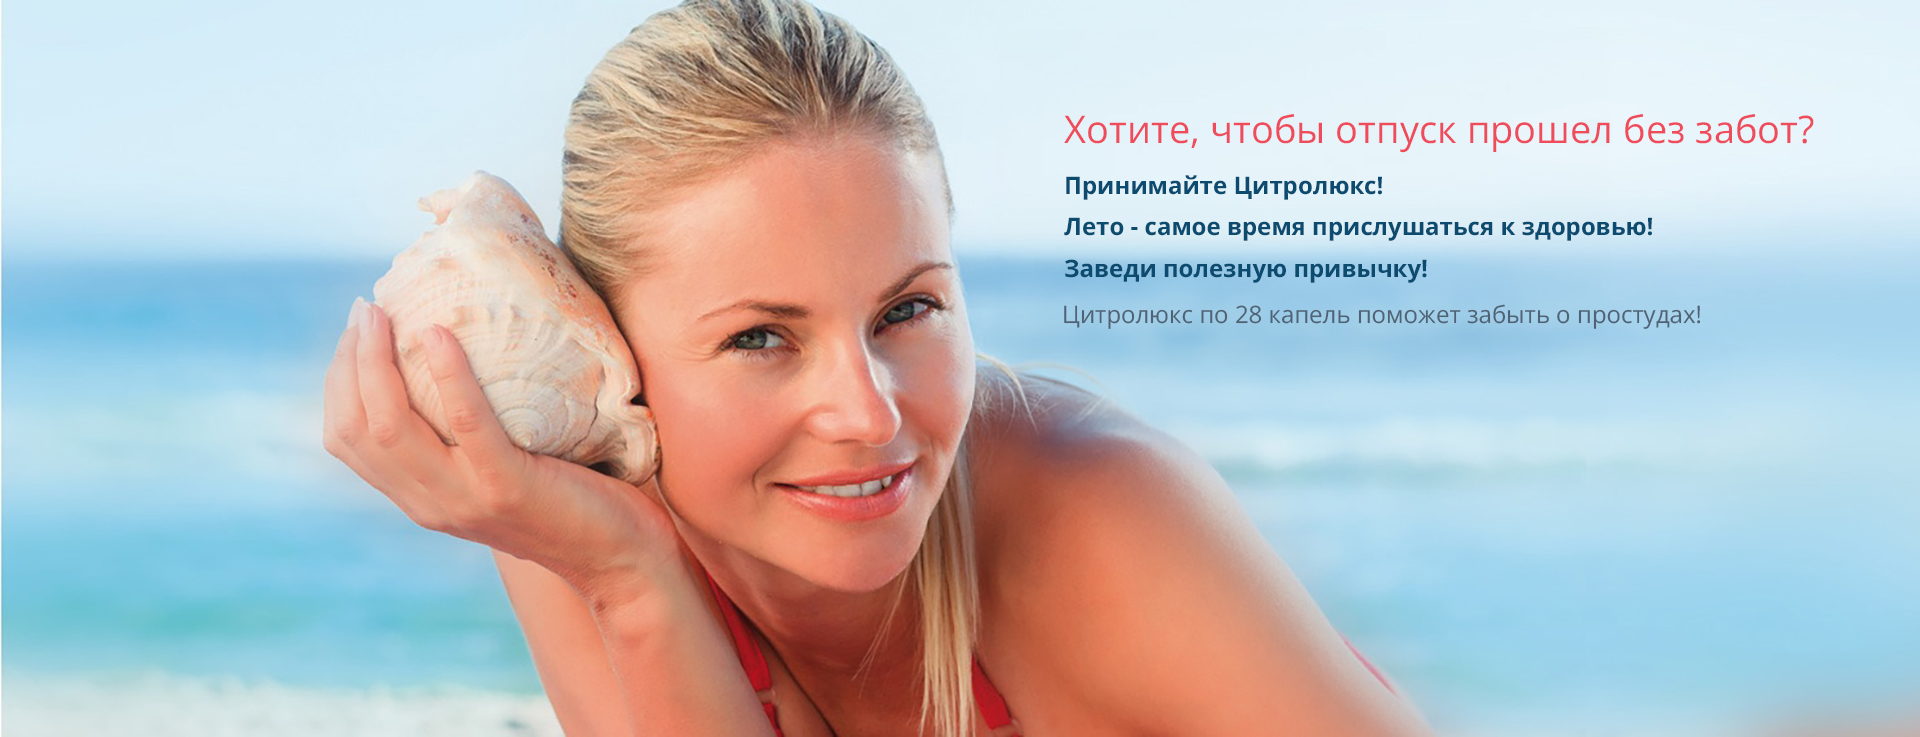 Хотите, чтобы отпуск прошел без забот?
Принимайте Цитролюкс!
Лето - самое время прислушаться к здоровью!
Заведи полезную привычку!
Цитролюкс по 28 капель поможет забыть о простудах!